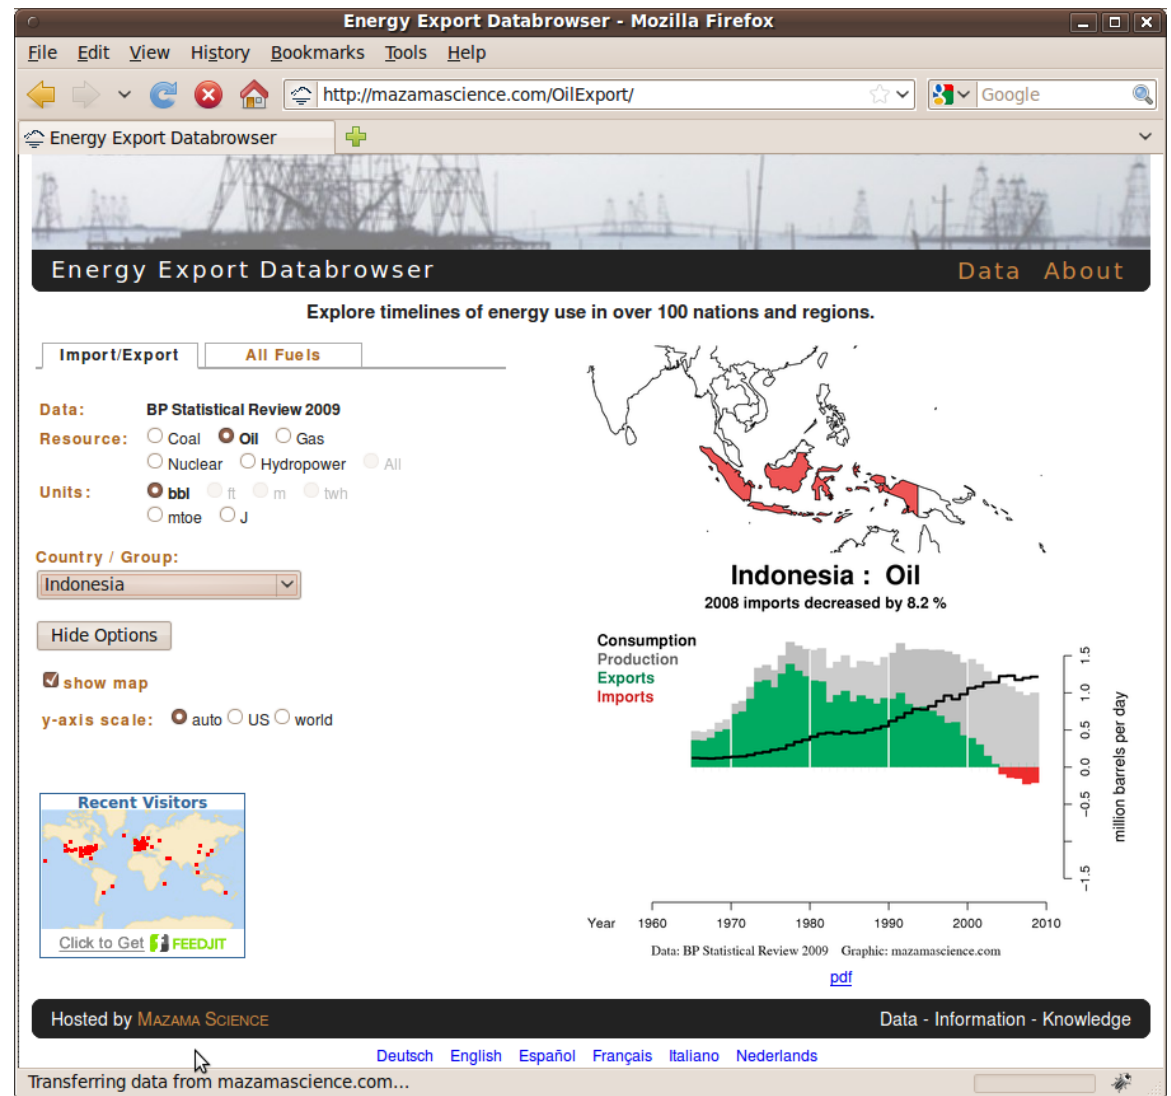 Energy Export Databrowser - Mozilla Firefox
File Edit View History Bookmarks Tools Help
http://mazamascience.com/OilExport/ Google
Energy Export Databrowser
Energy Export Databrowser Data About
Explore timelines of energy use in over 100 nations and regions.
Import/Export All Fuels
Data: BP Statistical Review 2009
Resource: Coal Oil Gas
Nuclear Hydropower All
Units: bbl ft m twh
mtoe J
Country / Group:
Indonesia
Hide Options
show map
y-axis scale: auto US world
Recent Visitors
Click to Get FEEDJIT
Indonesia : Oil
2008 imports decreased by 8.2 %
Consumption
Production
Exports
Imports
1.5
1.0
0.5
0.0
-0.5
-1.5
million barrels per day
Year 1960 1970 1980 1990 2000 2010
Data: BP Statistical Review 2009 Graphic: mazamascience.com
pdf
Hosted by MAZAMA SCIENCE Data - Information - Knowledge
Deutsch English Español Français Italiano Nederlands
Transferring data from mazamascience.com...